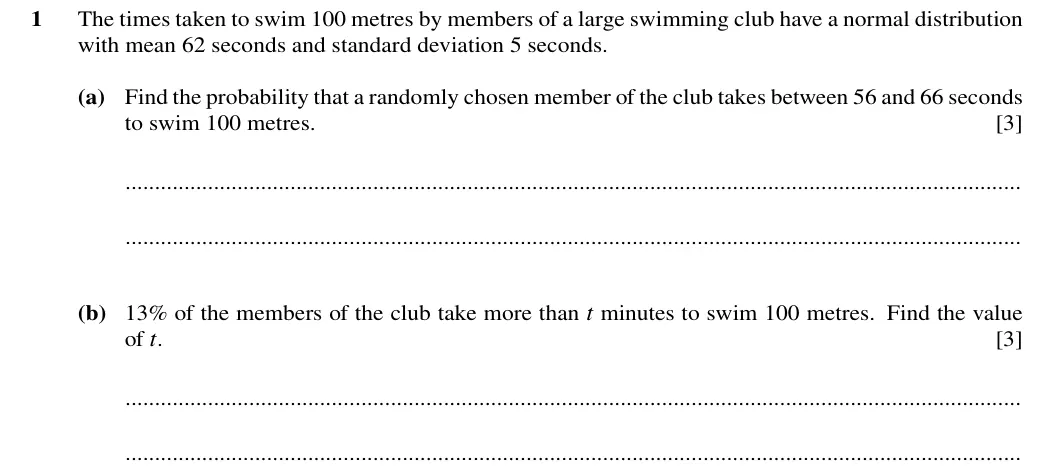 1 The times taken to swim 100 metres by members of a large swimming club have a normal distribution
with mean 62 seconds and standard deviation 5 seconds.
(a) Find the probability that a randomly chosen member of the club takes between 56 and 66 seconds
to swim 100 metres. [3]
(b) 13% of the members of the club take more than t minutes to swim 100 metres. Find the value
of t. [3]